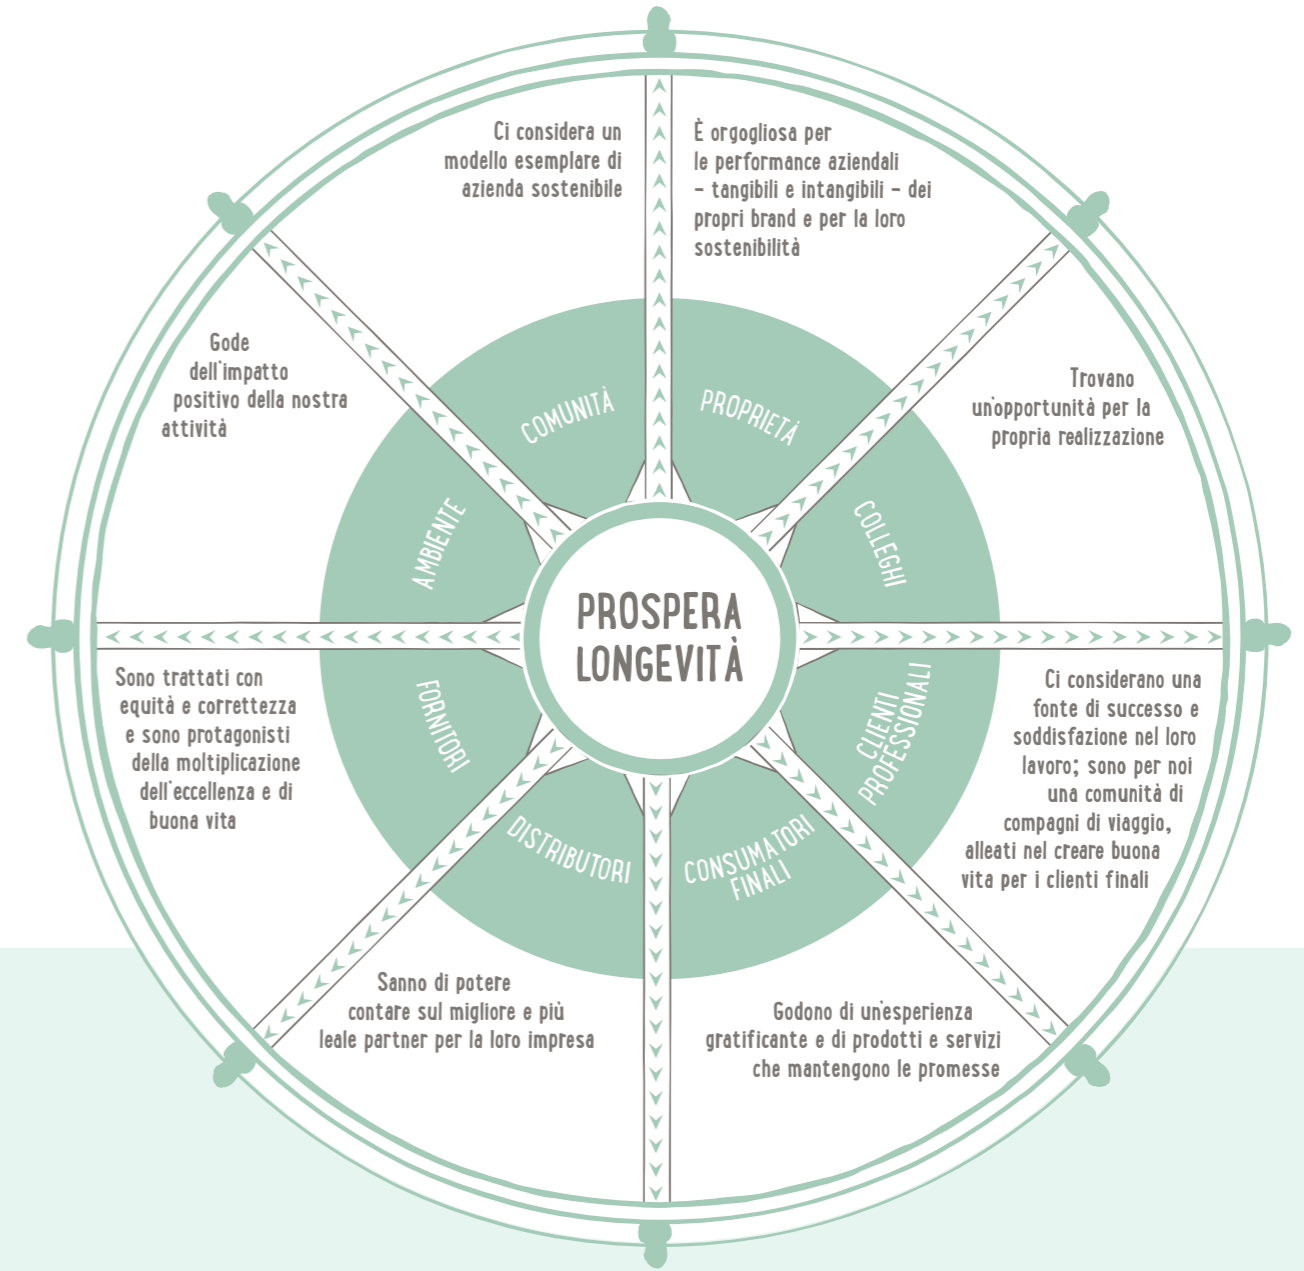 PROSPERA
LONGEVITÀ
PROPRIETÁ
È orgogliosa per
le performance aziendali
- tangibili e intangibili - dei
propri brand e per la loro
sostenibilità
COLLEGHI
Trovano
un'opportunità per la
propria realizzazione
CLIENTI
PROFESSIONALI
Ci considerano una
fonte di successo e
soddisfazione nel loro
lavoro; sono per noi
una comunità di
compagni di viaggio,
alleati nel creare buona
vita per i clienti finali
CONSUMATORI
FINALI
Godono di un'esperienza
gratificante e di prodotti e servizi
che mantengono le promesse
DISTRIBUTORI
Sanno di potere
contare sul migliore e più
leale partner per la loro impresa
FORNITORI
Sono trattati con
equità e correttezza
e sono protagonisti
della moltiplicazione
dell'eccellenza e di
buona vita
AMBIENTE
Gode
dell'impatto
positivo della nostra
attività
COMUNITÀ
Ci considera un
modello esemplare di
azienda sostenibile